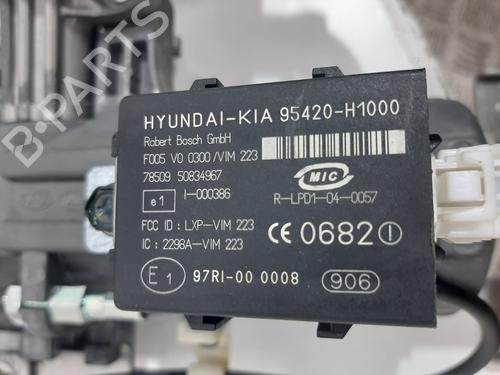 HYUNDAI-KIA 95420-H1000
Robert Bosch GmbH
F005 V0 0300/VIM 223
78509 50834967
MIC
e1 I-000386
R-LPD1-04-0057
FCC ID : LXP-VIM 223
IC : 2298A-VIM 223
CE 0682
E1 97RI-00 0008 906